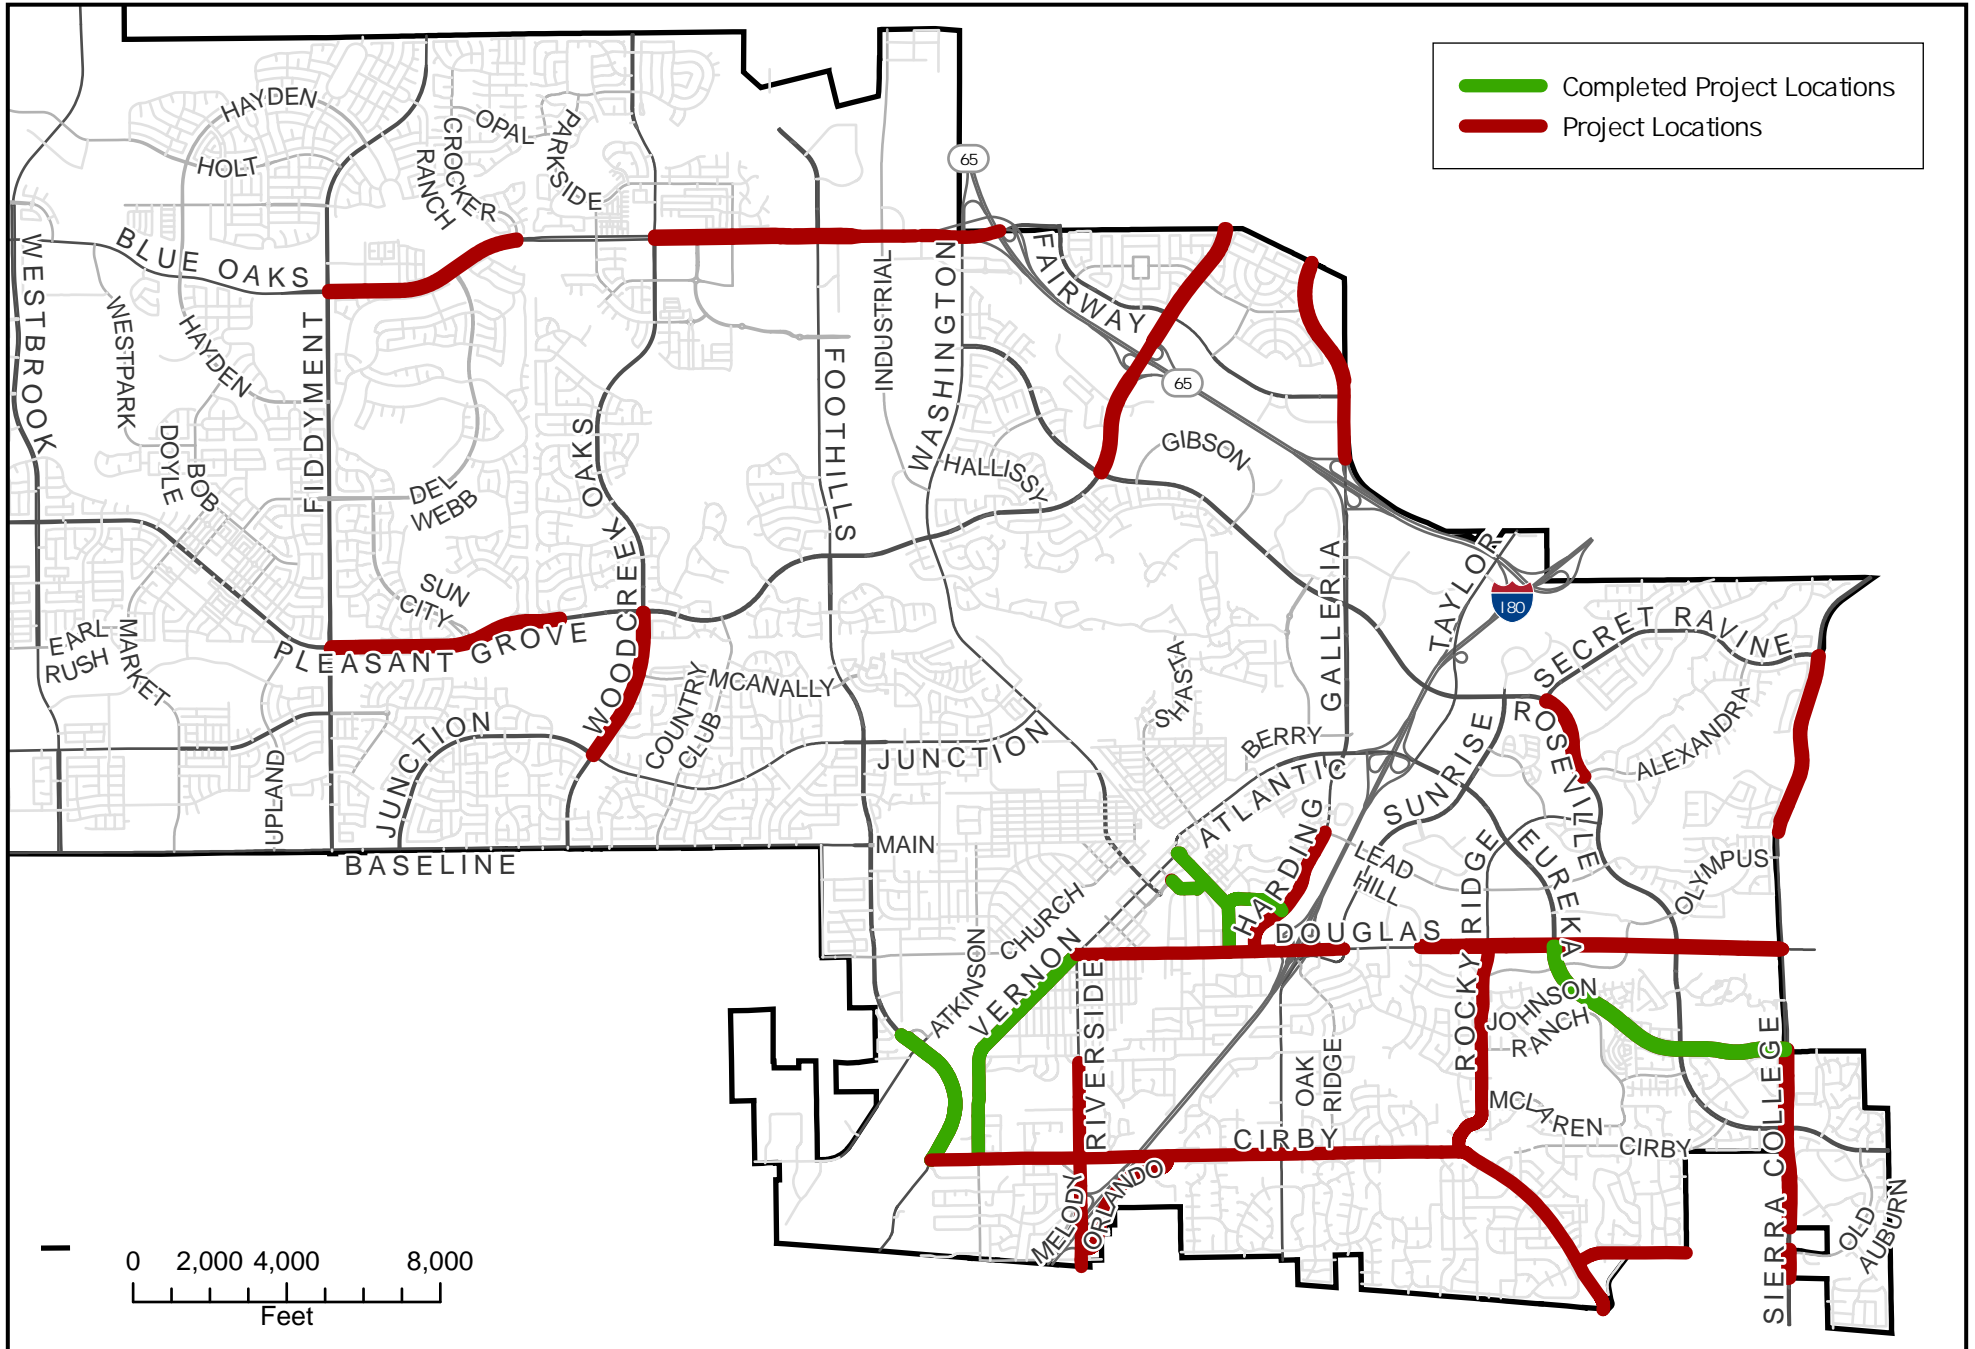 Completed Project Locations
Project Locations
HAYDEN
OPAL
PARKSIDE
CROCKER
RANCH
CROCKER
HOLT
65
BLUE OAKS
WESTBROOK
WESTPARK
HAYDEN
FIDDYMENT
DOYLE
BOB
DEL
WEBB
WOODCREEK OAKS
FOOTHILLS
INDUSTRIAL
WASHINGTON
FAIRWAY
65
HALLISSY
GIBSON
GALLERIA
TAYLOR
I80
SUN
CITY
EARL
RUSH
MARKET
PLEASANT GROVE
MCANALLY
COUNTRY
CLUB
SHASTA
SECRET RAVINE
ALEXANDRA
ROSEVILLE
SUNRISE
BERRY
ATLANTIC
JUNCTION
JUNCTION
UPLAND
BASELINE
MAIN
HARDING
LEAD
HILL
RIDGE
EUREKA
OLYMPUS
CHURCH
ATKINSON
VERNON
DOUGLAS
RIVERSIDE
ROCKY
JOHNSON
RANCH
OAK
RIDGE
MCLAREN
CIRBY
CIRBY
SIERRA COLLEGE
MELODY
ORLANDO
OLD
AUBURN
0 2,000 4,000 8,000
Feet